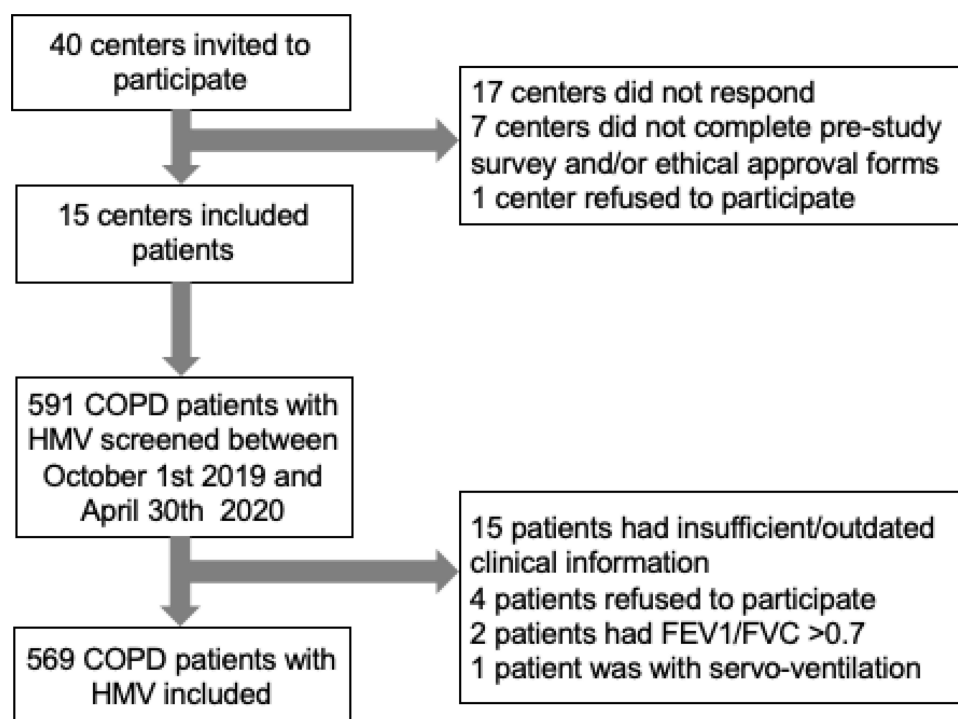 40 centers invited to
participate
17 centers did not respond
7 centers did not complete pre-study
survey and/or ethical approval forms
1 center refused to participate
15 centers included
patients
591 COPD patients with
HMV screened between
October 1st 2019 and
April 30th 2020
15 patients had insufficient/outdated
clinical information
4 patients refused to participate
2 patients had FEV1/FVC >0.7
1 patient was with servo-ventilation
569 COPD patients with
HMV included